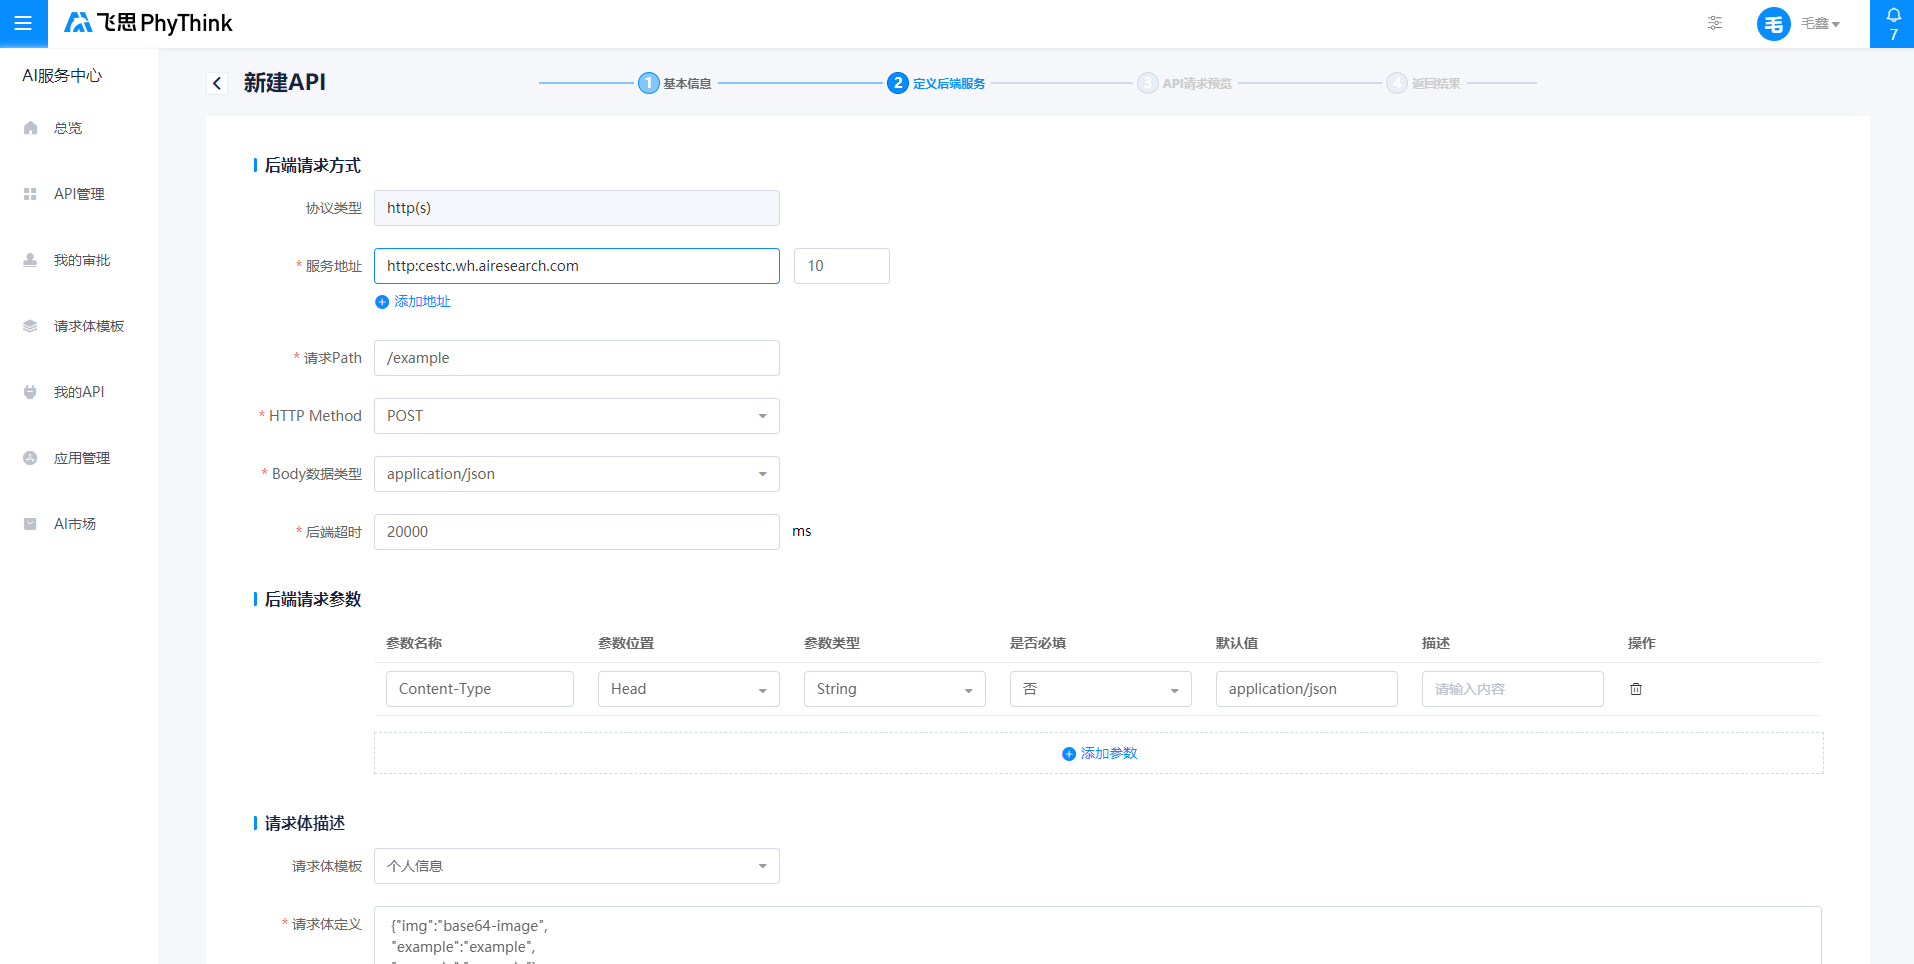 飞思 PhyThink
毛
毛鑫
7
AI服务中心
总览
API管理
我的审批
请求体模板
我的API
应用管理
AI市场
新建API
1 基本信息
2 定义后端服务
3 API请求预览
4 返回结果
后端请求方式
协议类型 http(s)
* 服务地址 http:cestc.wh.airesearch.com 10
添加地址
* 请求Path /example
* HTTP Method POST
* Body数据类型 application/json
* 后端超时 20000 ms
后端请求参数
参数名称 参数位置 参数类型 是否必填 默认值 描述 操作
Content-Type Head String 否 application/json 请输入内容
添加参数
请求体描述
请求体模板 个人信息
* 请求体定义 {"img":"base64-image",
"example":"example",